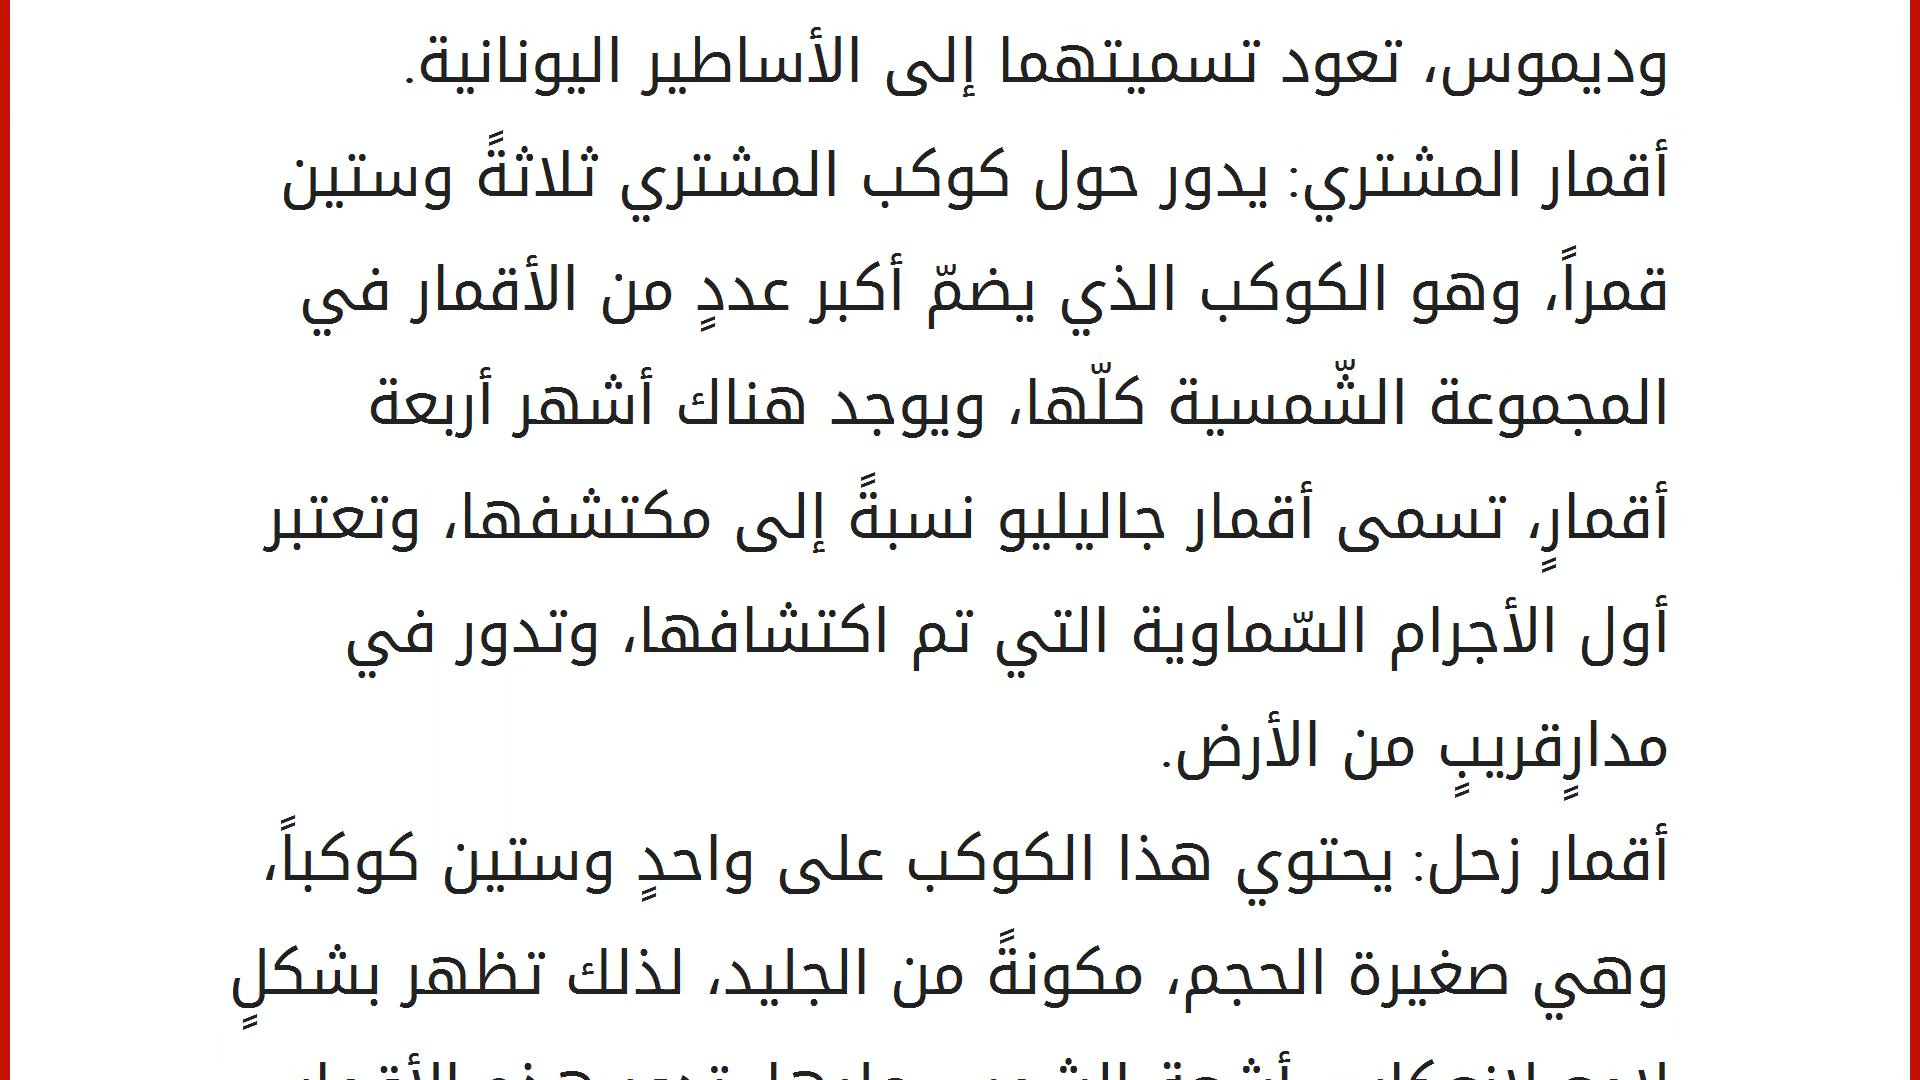 وديموس، تعود تسميتهما إلى الأساطير اليونانية.
أقمار المشتري: يدور حول كوكب المشتري ثلاثةً وستين
قمراً، وهو الكوكب الذي يضمّ أكبر عددٍ من الأقمار في
المجموعة الشّمسية كلّها، ويوجد هناك أشهر أربعة
أقمارٍ، تسمى أقمار جاليليو نسبةً إلى مكتشفها، وتعتبر
أول الأجرام السّماوية التي تم اكتشافها، وتدور في
مدارٍقريبٍ من الأرض.
أقمار زحل: يحتوي هذا الكوكب على واحدٍ وستين كوكباً،
وهي صغيرة الحجم، مكونةً من الجليد، لذلك تظهر بشكلٍ